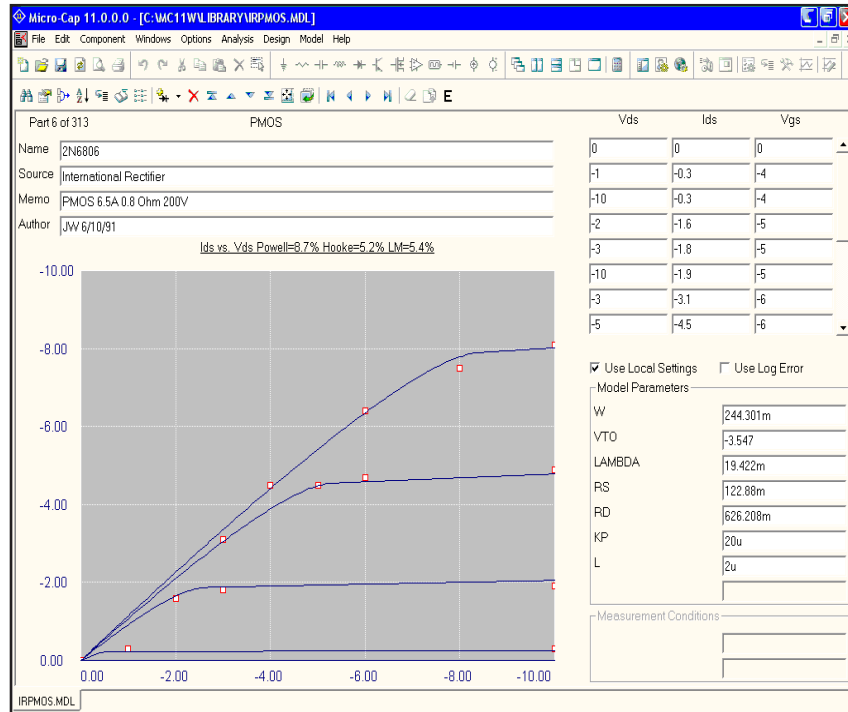 Micro-Cap 11.0.0.0 - [C:\MC11W\LIBRARY\IRPMOS.MDL]
File Edit Component Windows Options Analysis Design Model Help
E
Part 6 of 313 PMOS
Name 2N6806
Source International Rectifier
Memo PMOS 6.5A 0.8 Ohm 200V
Author JW 6/10/91
Ids vs. Vds Powell=8.7% Hooke=5.2% LM=5.4%
-10.00
-8.00
-6.00
-4.00
-2.00
0.00
0.00 -2.00 -4.00 -6.00 -8.00 -10.00
Vds Ids Vgs
0 0 0
-1 -0.3 -4
-10 -0.3 -4
-2 -1.6 -5
-3 -1.8 -5
-10 -1.9 -5
-3 -3.1 -6
-5 -4.5 -6
Use Local Settings Use Log Error
Model Parameters
W 244.301m
VTO -3.547
LAMBDA 19.422m
RS 122.88m
RD 626.208m
KP 20u
L 2u
Measurement Conditions
IRPMOS.MDL